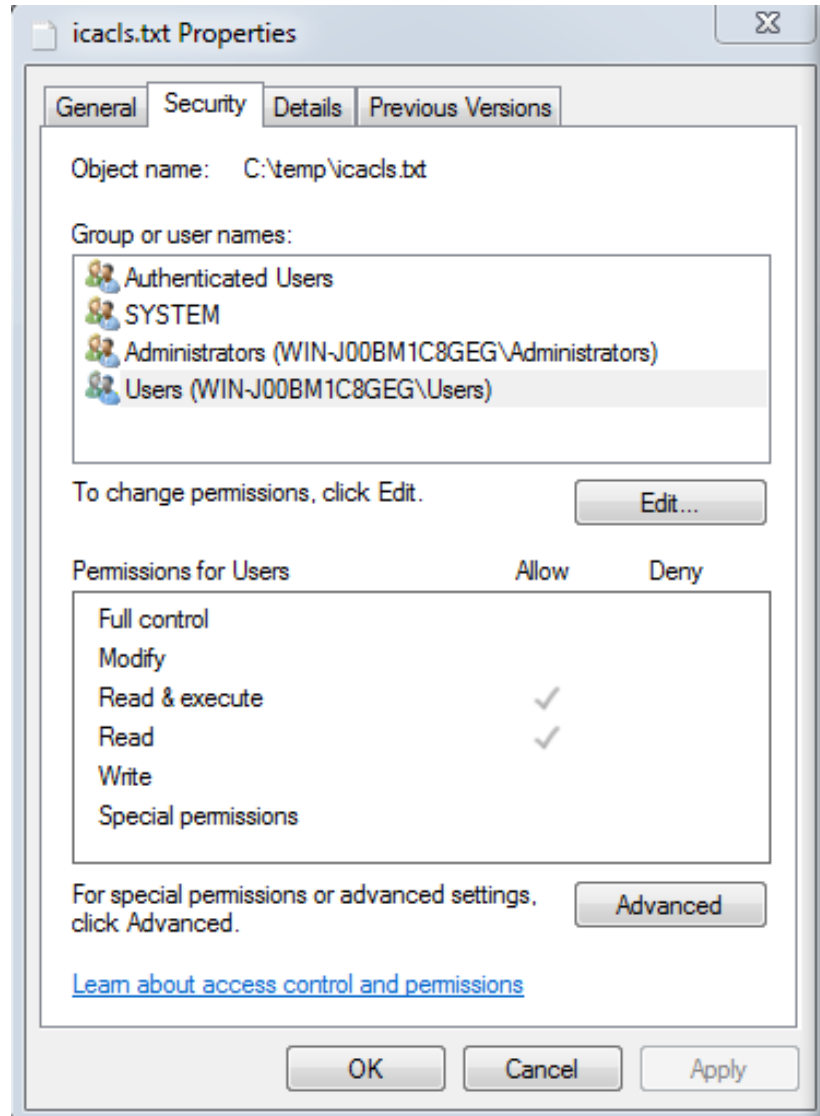 icacls.txt Properties
General Security Details Previous Versions
Object name: C:\temp\icacls.txt
Group or user names:
Authenticated Users
SYSTEM
Administrators (WIN-J00BM1C8GEG\Administrators)
Users (WIN-J00BM1C8GEG\Users)
To change permissions, click Edit.
Edit...
Permissions for Users Allow Deny
Full control
Modify
Read & execute
Read
Write
Special permissions
For special permissions or advanced settings,
click Advanced.
Advanced
Learn about access control and permissions
OK Cancel Apply